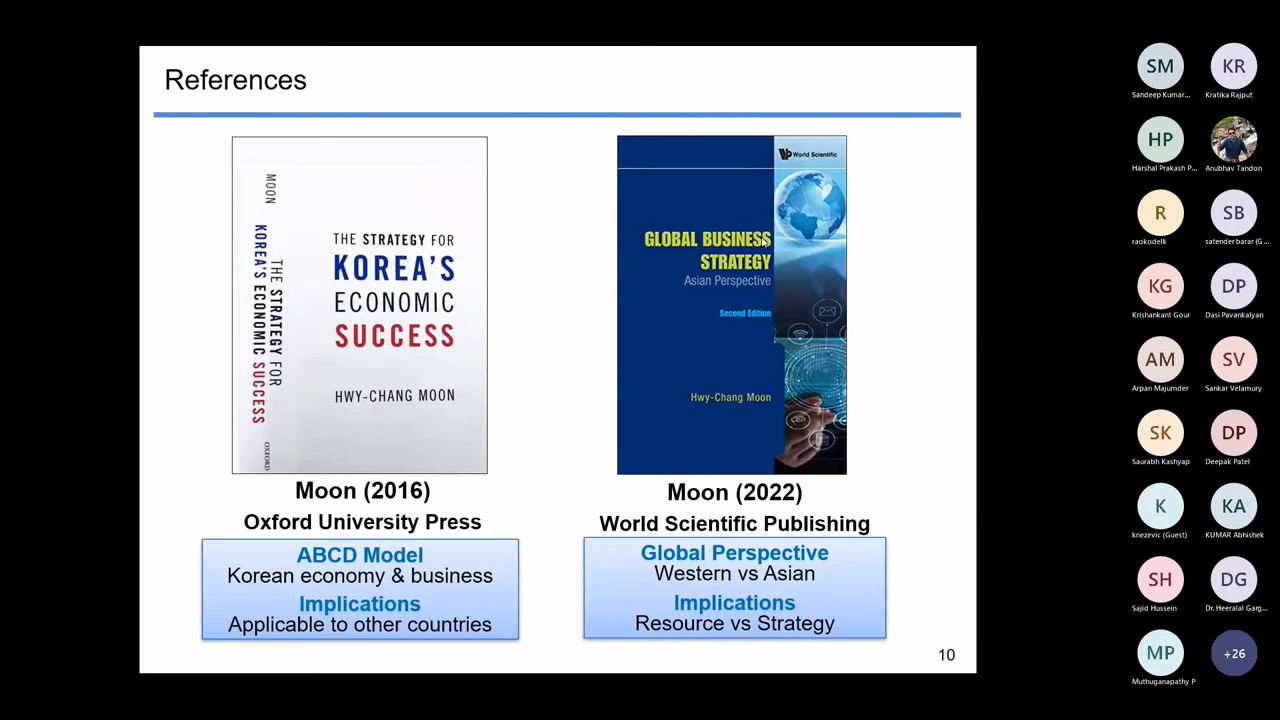 References
MOON
THE STRATEGY FOR
KOREA'S ECONOMIC SUCCESS
OXFORD
THE STRATEGY FOR
KOREA'S
ECONOMIC
SUCCESS
HWY-CHANG MOON
Moon (2016)
Oxford University Press
ABCD Model
Korean economy & business
Implications
Applicable to other countries
World Scientific
GLOBAL BUSINESS
STRATEGY
Asian Perspective
Second Edition
Hwy-Chang Moon
Moon (2022)
World Scientific Publishing
Global Perspective
Western vs Asian
Implications
Resource vs Strategy
10
SM
Sandeep Kumar...
KR
Kratika Rajput
HP
Harshal Prakash P...
Anubhav Tandon
R
raokodelli
SB
satender barar (G...
KG
Krishankant Gour
DP
Dasi Pavankalyan
AM
Arpan Majumder
SV
Sankar Velamury
SK
Saurabh Kashyap
DP
Deepak Patel
K
knezevic (Guest)
KA
KUMAR Abhishek
SH
Sajid Hussein
DG
Dr. Heeralal Garg...
MP
Muthuganapathy P
+26